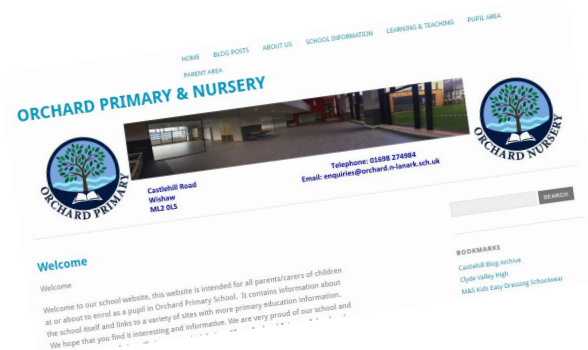 HOME BLOG POSTS ABOUT US SCHOOL INFORMATION LEARNING & TEACHING PUPIL AREA
PARENT AREA
ORCHARD PRIMARY & NURSERY
ORCHARD PRIMARY
ORCHARD NURSERY
Castlehill Road
Wishaw
ML2 0LS
Telephone: 01698 274984
Email: enquiries@orchard.n-lanark.sch.uk
SEARCH
Welcome
Welcome
Welcome to our school website, this website is intended for all parents/carers of children
at or about to enrol as a pupil in Orchard Primary School. It contains information about
the school itself and links to a variety of sites with more primary education information.
We hope that you find it interesting and informative. We are very proud of our school and
BOOKMARKS
Castlehill Blog Archive
Clyde Valley High
M&S Kids Easy Dressing Schoolwear